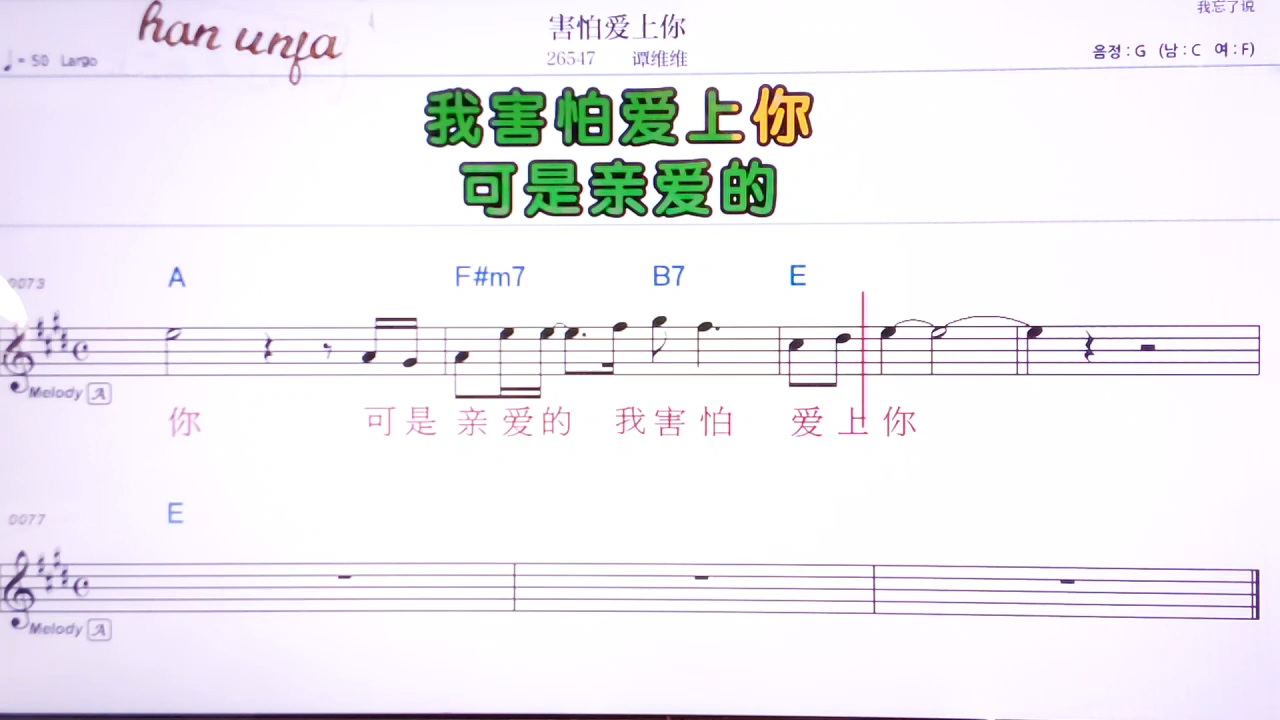 han unja
害怕爱上你
我忘了说
♩= 50 Largo
26547 谭维维
음정 : G (남 : C 여 : F)
我害怕爱上你
可是亲爱的
0073 A F#m7 B7 E
Melody A
你 可是亲爱的 我害怕 爱上你
0077 E
Melody A